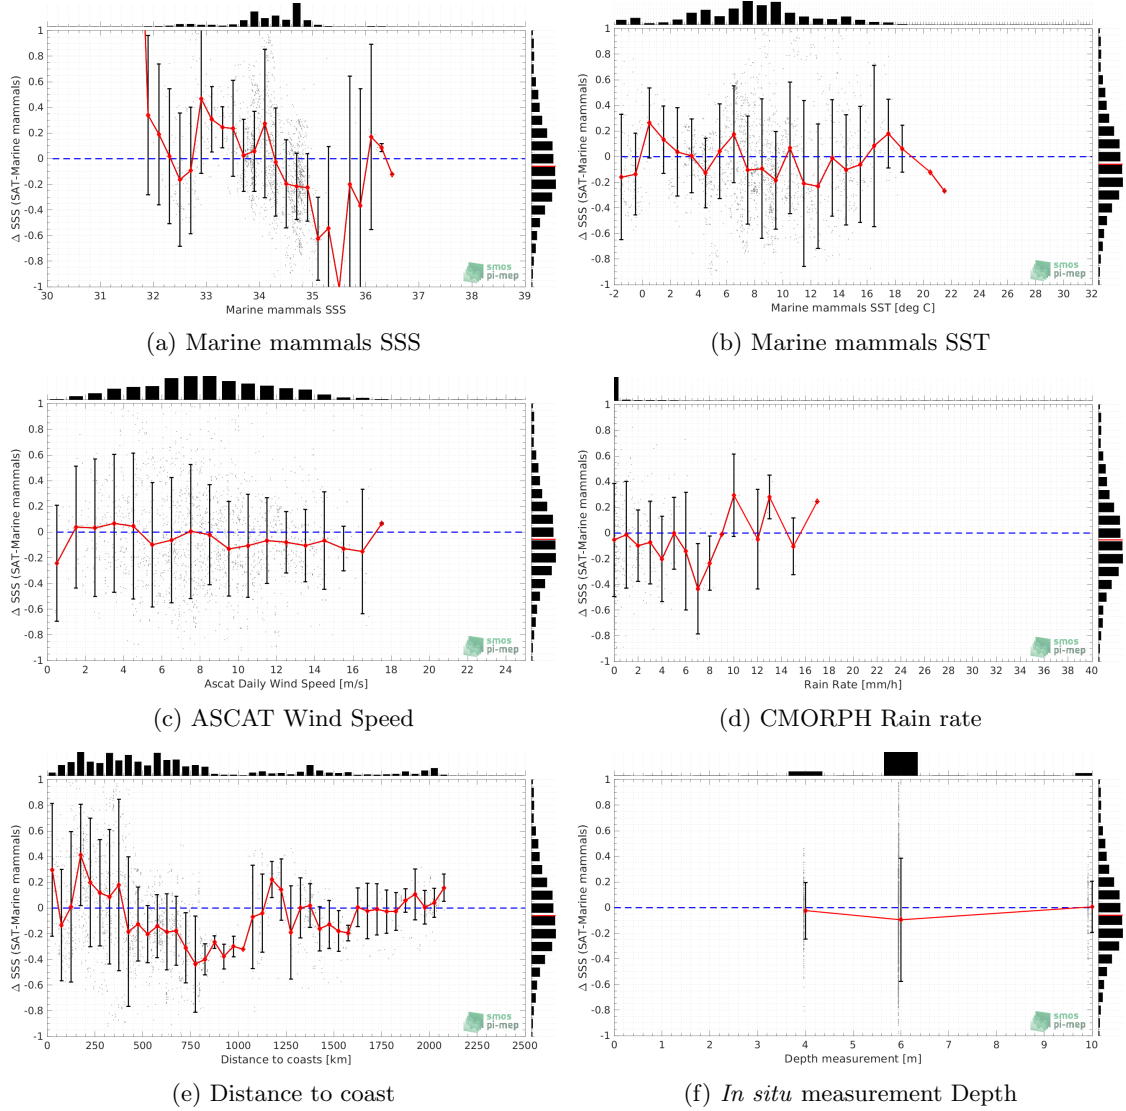 1
0.8
0.6
0.4
0.2
0
-0.2
-0.4
-0.6
-0.8
-1
Δ SSS (SAT-Marine mammals)
30 31 32 33 34 35 36 37 38 39
Marine mammals SSS
smos
pi-mep
(a) Marine mammals SSS
1
0.8
0.6
0.4
0.2
0
-0.2
-0.4
-0.6
-0.8
-1
Δ SSS (SAT-Marine mammals)
-2 0 2 4 6 8 10 12 14 16 18 20 22 24 26 28 30 32
Marine mammals SST [deg C]
smos
pi-mep
(b) Marine mammals SST
1
0.8
0.6
0.4
0.2
0
-0.2
-0.4
-0.6
-0.8
-1
Δ SSS (SAT-Marine mammals)
0 2 4 6 8 10 12 14 16 18 20 22 24
Ascat Daily Wind Speed [m/s]
smos
pi-mep
(c) ASCAT Wind Speed
1
0.8
0.6
0.4
0.2
0
-0.2
-0.4
-0.6
-0.8
-1
Δ SSS (SAT-Marine mammals)
0 2 4 6 8 10 12 14 16 18 20 22 24 26 28 30 32 34 36 38 40
Rain Rate [mm/h]
smos
pi-mep
(d) CMORPH Rain rate
1
0.8
0.6
0.4
0.2
0
-0.2
-0.4
-0.6
-0.8
-1
Δ SSS (SAT-Marine mammals)
0 250 500 750 1000 1250 1500 1750 2000 2250 2500
Distance to coasts [km]
smos
pi-mep
(e) Distance to coast
1
0.8
0.6
0.4
0.2
0
-0.2
-0.4
-0.6
-0.8
-1
Δ SSS (SAT-Marine mammals)
0 1 2 3 4 5 6 7 8 9 10
Depth measurement [m]
smos
pi-mep
(f) In situ measurement Depth